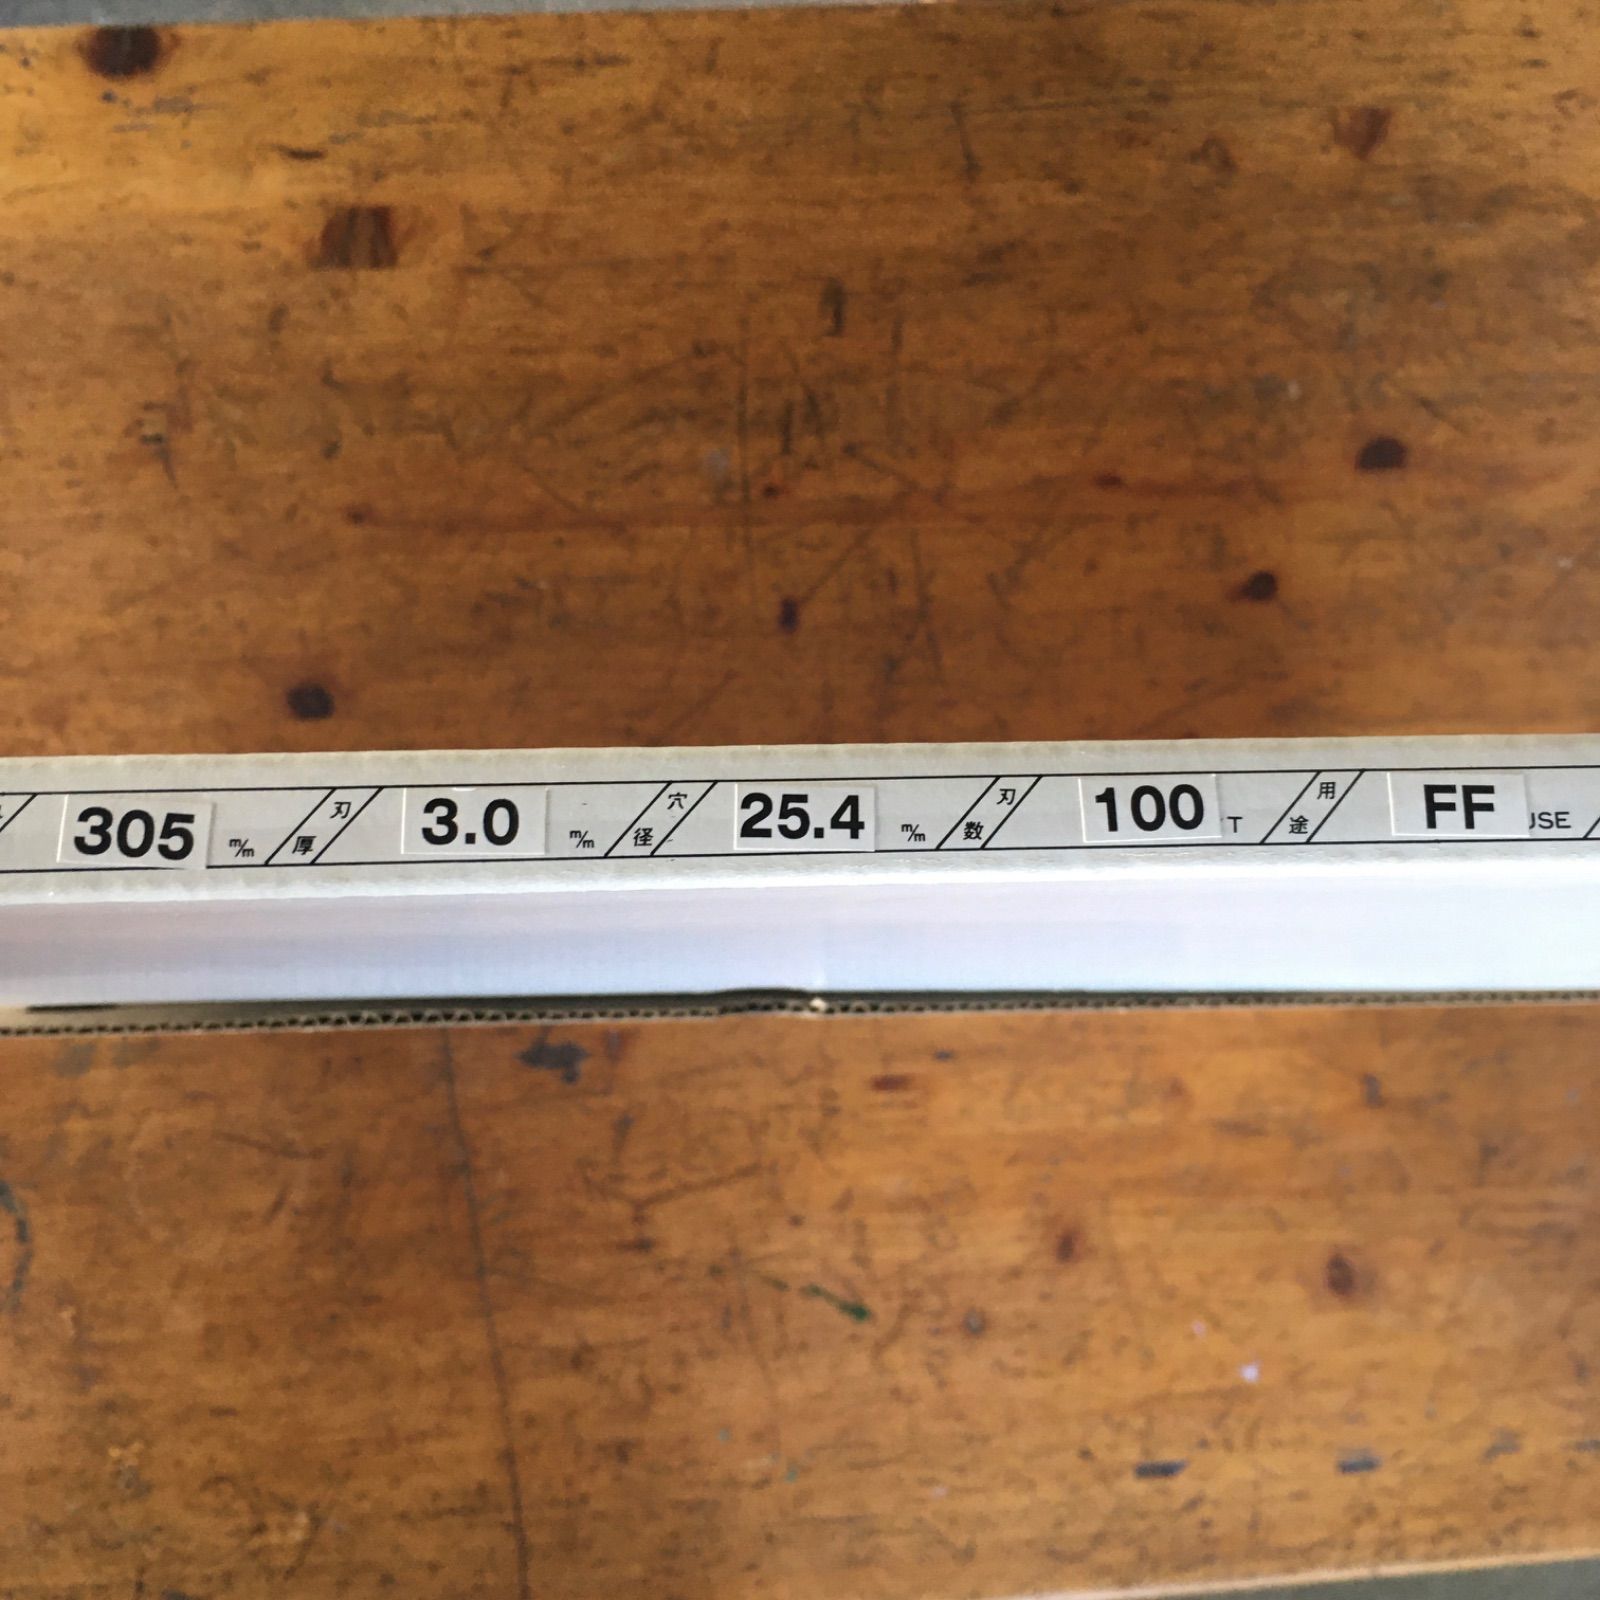 305 m/m 刃厚 3.0 m/m 穴径 25.4 m/m 刃数 100 T 用途 FF USE